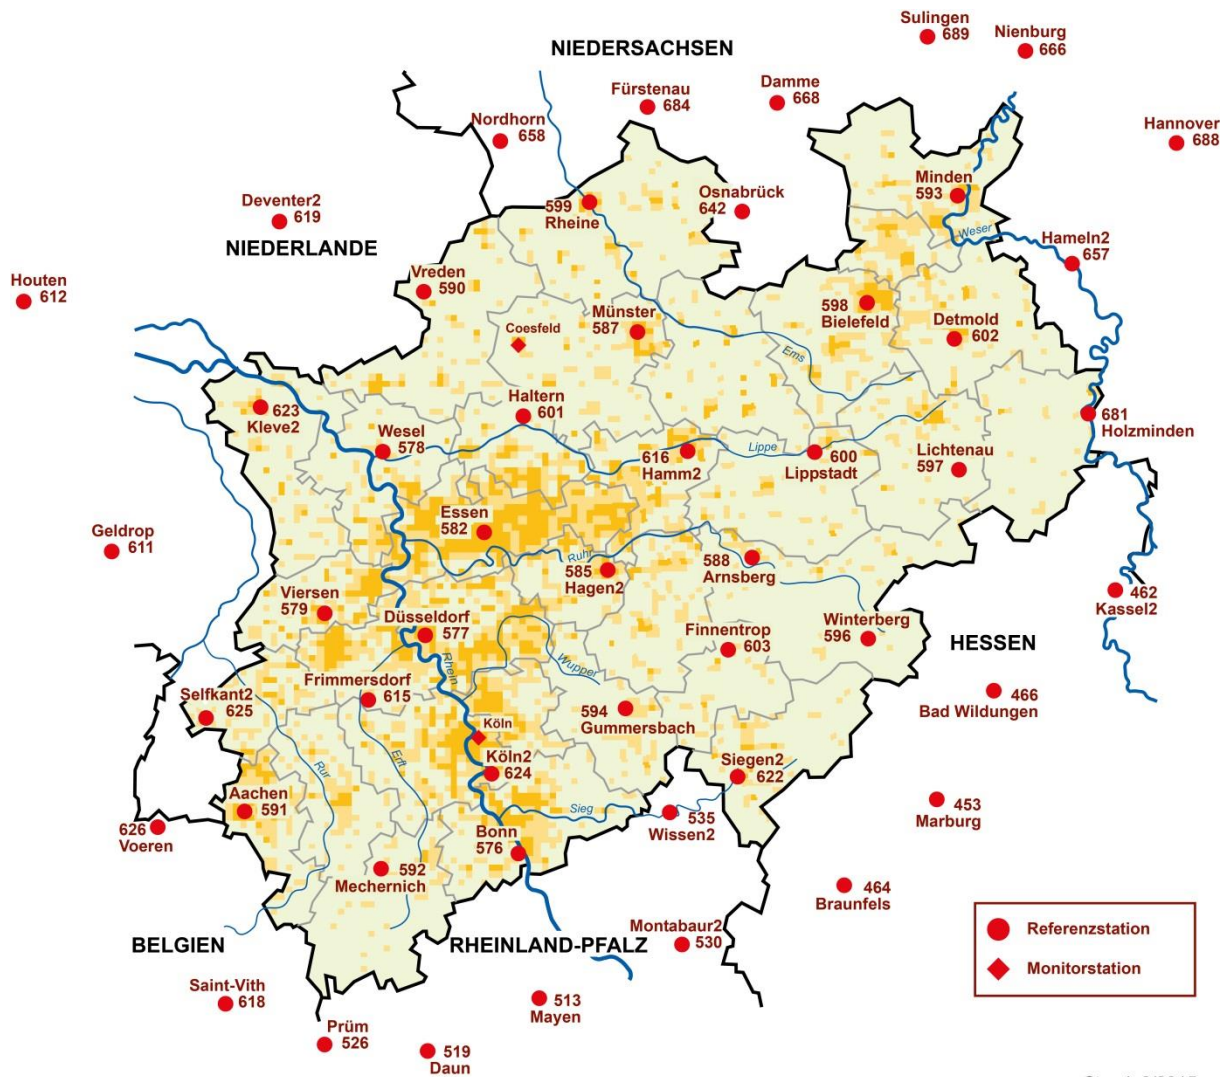 Sulingen
689
Nienburg
666
NIEDERSACHSEN
Damme
668
Fürstenau
684
Nordhorn
658
Hannover
688
Minden
593
Osnabrück
642
Deventer2
619
599
Rheine
NIEDERLANDE
Weser
Hameln2
657
Houten
612
Vreden
590
Münster
587
598
Bielefeld
Detmold
602
Coesfeld
Ems
623
Kleve2
Haltern
601
681
Holzminden
Wesel
578
616
Hamm2
Lippe
600
Lippstadt
Lichtenau
597
Essen
582
Geldrop
611
Ruhr
585
Hagen2
588
Arnsberg
462
Kassel2
Viersen
579
Düsseldorf
577
Finnentrop
603
Winterberg
596
HESSEN
Rhein
Wupper
Frimmersdorf
615
Selfkant2
625
466
Bad Wildungen
594
Gummersbach
Köln
Erft
Rur
Köln2
624
Siegen2
622
Aachen
591
Sieg
535
Wissen2
453
Marburg
626
Voeren
Bonn
576
592
Mechernich
464
Braunfels
BELGIEN
RHEINLAND-PFALZ
Montabaur2
530
Referenzstation
Monitorstation
Saint-Vith
618
513
Mayen
Prüm
526
519
Daun